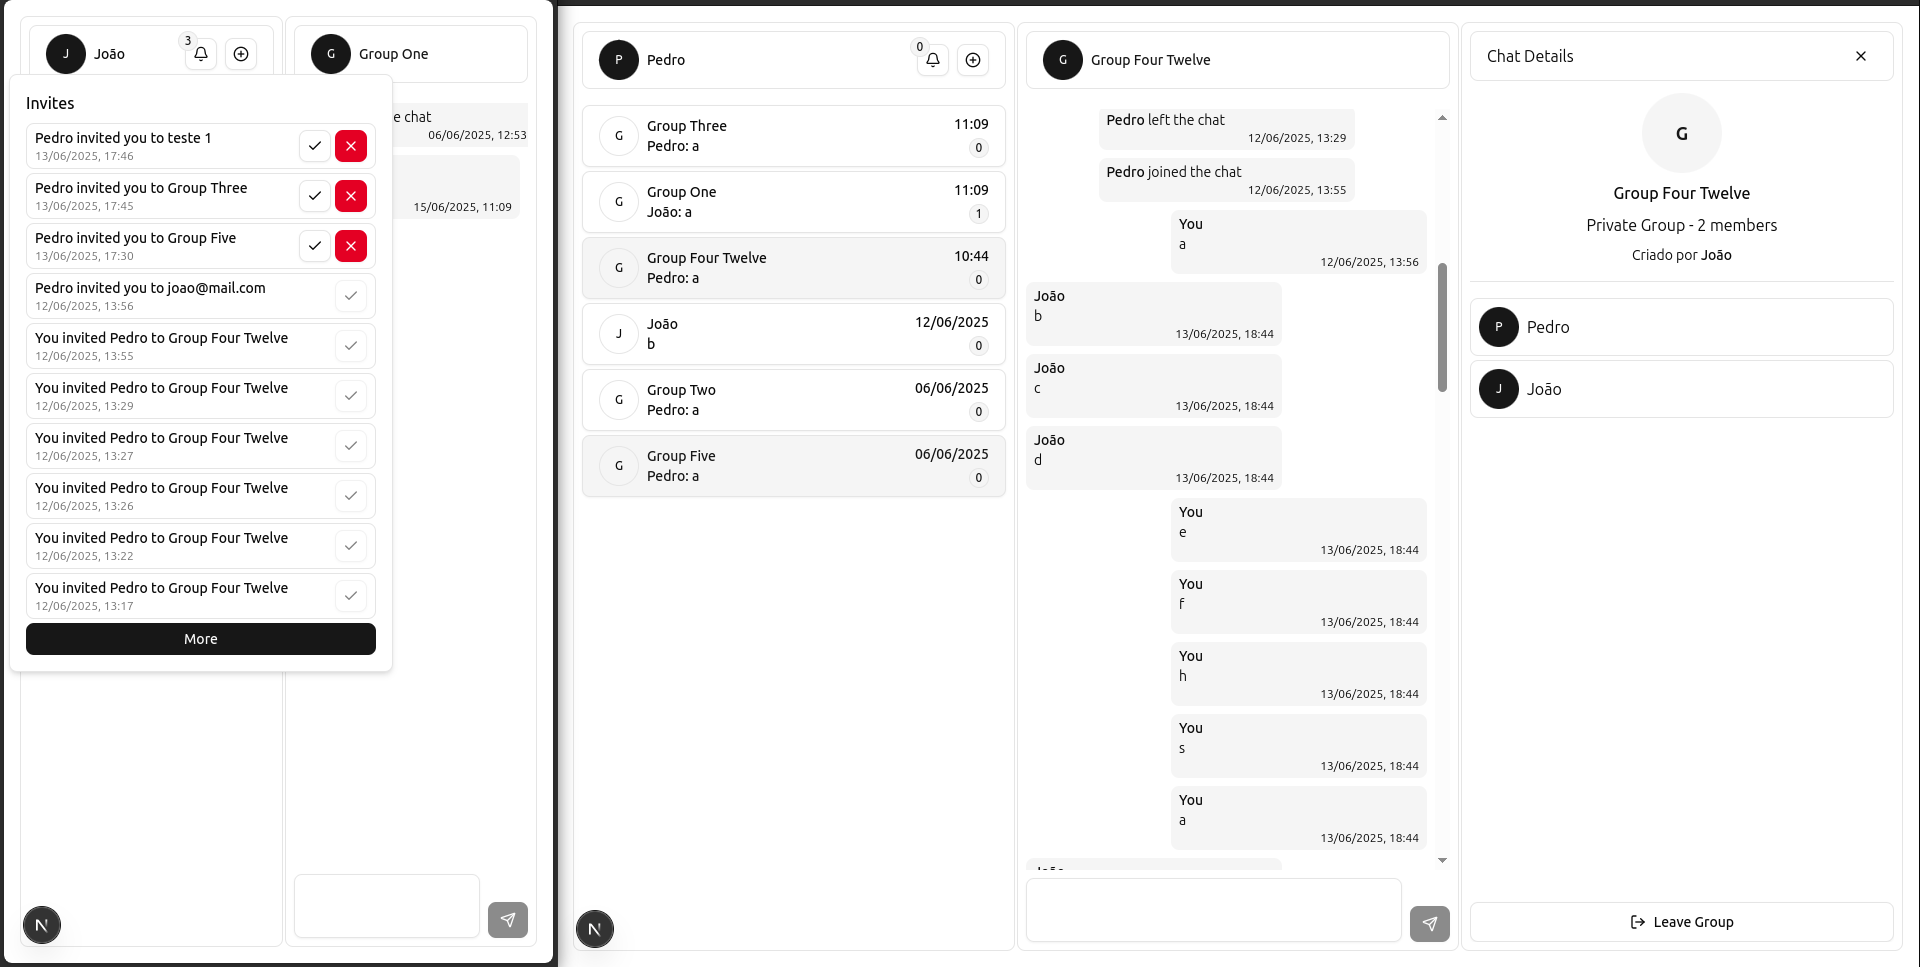 J
João
3
G
Group One
Invites
Pedro invited you to teste 1
13/06/2025, 17:46
Pedro invited you to Group Three
13/06/2025, 17:45
Pedro invited you to Group Five
13/06/2025, 17:30
Pedro invited you to joao@mail.com
12/06/2025, 13:56
You invited Pedro to Group Four Twelve
12/06/2025, 13:55
You invited Pedro to Group Four Twelve
12/06/2025, 13:29
You invited Pedro to Group Four Twelve
12/06/2025, 13:27
You invited Pedro to Group Four Twelve
12/06/2025, 13:26
You invited Pedro to Group Four Twelve
12/06/2025, 13:22
You invited Pedro to Group Four Twelve
12/06/2025, 13:17
More
e chat
06/06/2025, 12:53
15/06/2025, 11:09
N
P
Pedro
0
G
Group Three
11:09
Pedro: a
0
G
Group One
11:09
João: a
1
G
Group Four Twelve
10:44
Pedro: a
0
J
João
12/06/2025
b
0
G
Group Two
06/06/2025
Pedro: a
0
G
Group Five
06/06/2025
Pedro: a
0
N
G
Group Four Twelve
Pedro left the chat
12/06/2025, 13:29
Pedro joined the chat
12/06/2025, 13:55
You
a
12/06/2025, 13:56
João
b
13/06/2025, 18:44
João
c
13/06/2025, 18:44
João
d
13/06/2025, 18:44
You
e
13/06/2025, 18:44
You
f
13/06/2025, 18:44
You
h
13/06/2025, 18:44
You
s
13/06/2025, 18:44
You
a
13/06/2025, 18:44
João
Chat Details
G
Group Four Twelve
Private Group - 2 members
Criado por João
P
Pedro
J
João
Leave Group